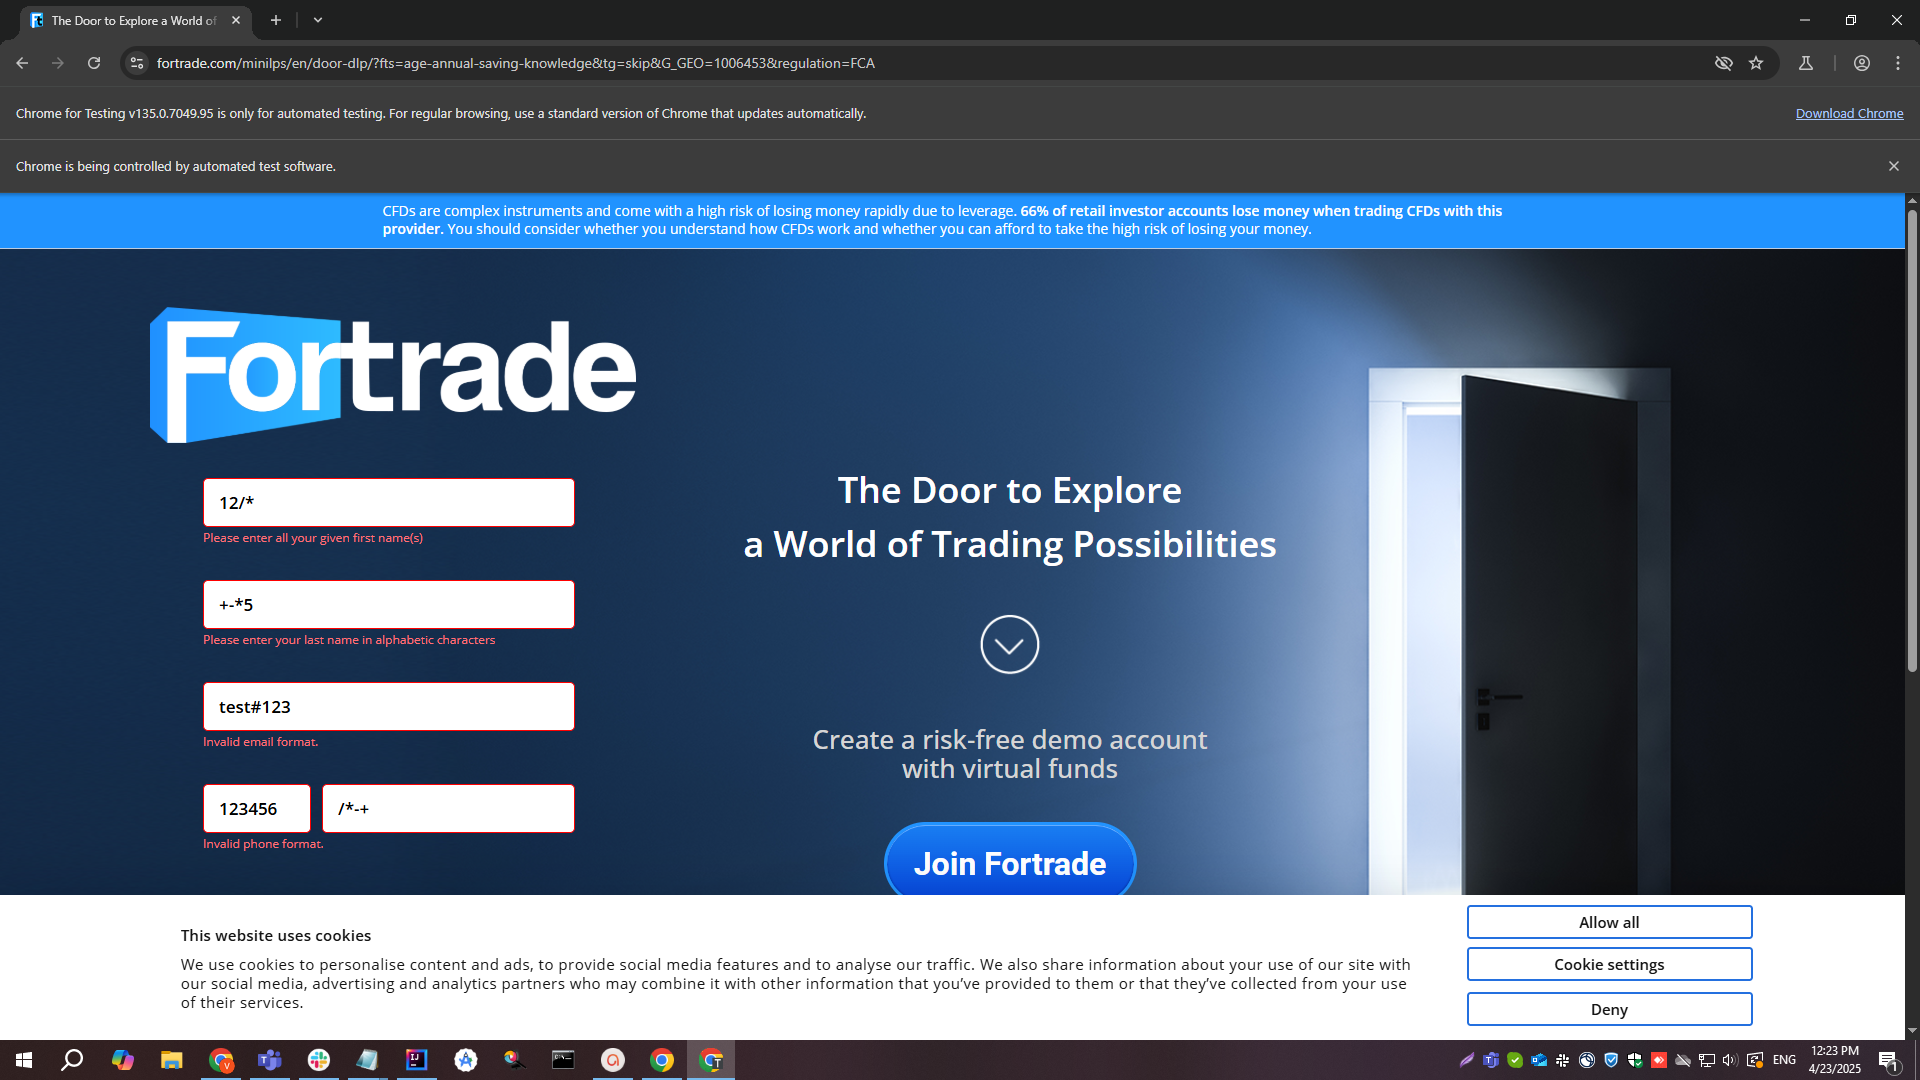 The Door to Explore a World of
fortrade.com/minilps/en/door-dlp/?fts=age-annual-saving-knowledge&tg=skip&G_GEO=1006453&regulation=FCA
Chrome for Testing v135.0.7049.95 is only for automated testing. For regular browsing, use a standard version of Chrome that updates automatically.
Download Chrome
Chrome is being controlled by automated test software.
CFDs are complex instruments and come with a high risk of losing money rapidly due to leverage. 66% of retail investor accounts lose money when trading CFDs with this
provider. You should consider whether you understand how CFDs work and whether you can afford to take the high risk of losing your money.
Fortrade
12/*
Please enter all your given first name(s)
+-*5
Please enter your last name in alphabetic characters
test#123
Invalid email format.
123456
/*-+
Invalid phone format.
The Door to Explore
a World of Trading Possibilities
Create a risk-free demo account
with virtual funds
Join Fortrade
This website uses cookies
We use cookies to personalise content and ads, to provide social media features and to analyse our traffic. We also share information about your use of our site with
our social media, advertising and analytics partners who may combine it with other information that you've provided to them or that they've collected from your use
of their services.
Allow all
Cookie settings
Deny
ENG
12:23 PM
4/23/2025
1